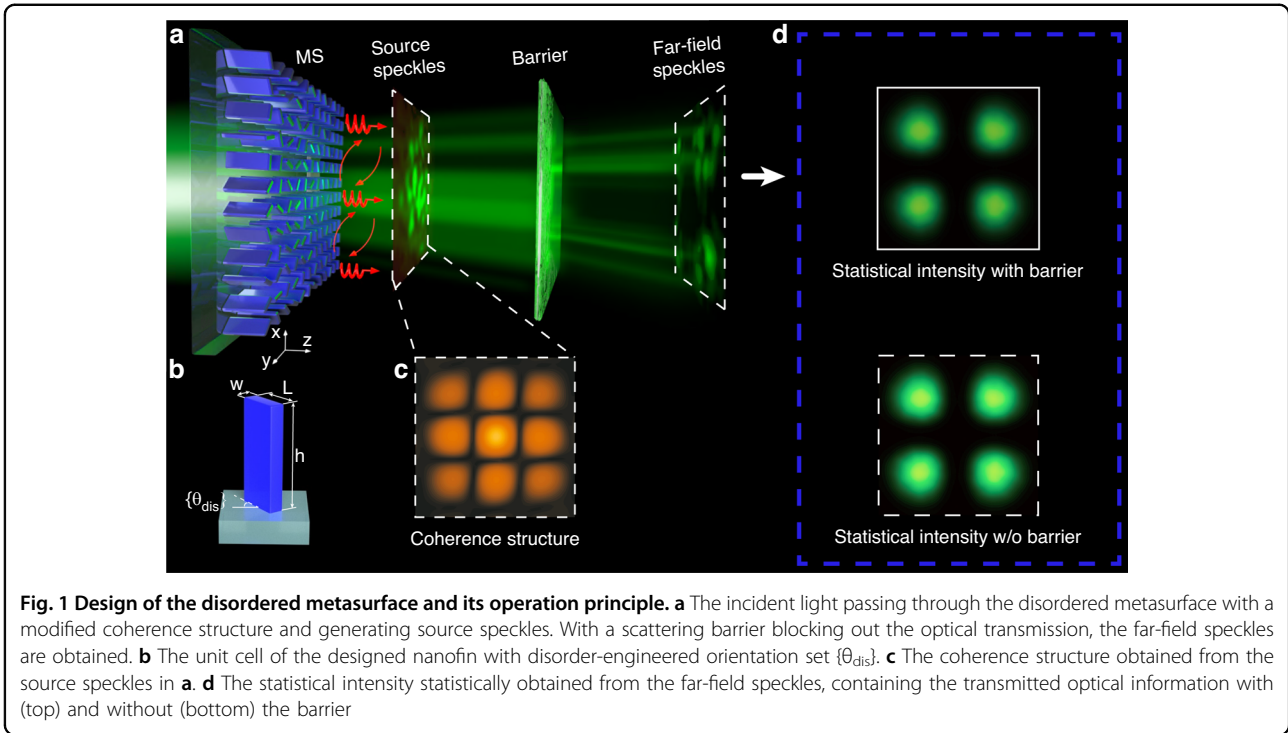 a
MS
Source
speckles
Barrier
Far-field
speckles
d
Statistical intensity with barrier
x
y
z
b
w
L
h
{θdis}
c
Coherence structure
Statistical intensity w/o barrier
Fig. 1 Design of the disordered metasurface and its operation principle. a The incident light passing through the disordered metasurface with a
modified coherence structure and generating source speckles. With a scattering barrier blocking out the optical transmission, the far-field speckles
are obtained. b The unit cell of the designed nanofin with disorder-engineered orientation set {θdis}. c The coherence structure obtained from the
source speckles in a. d The statistical intensity statistically obtained from the far-field speckles, containing the transmitted optical information with
(top) and without (bottom) the barrier